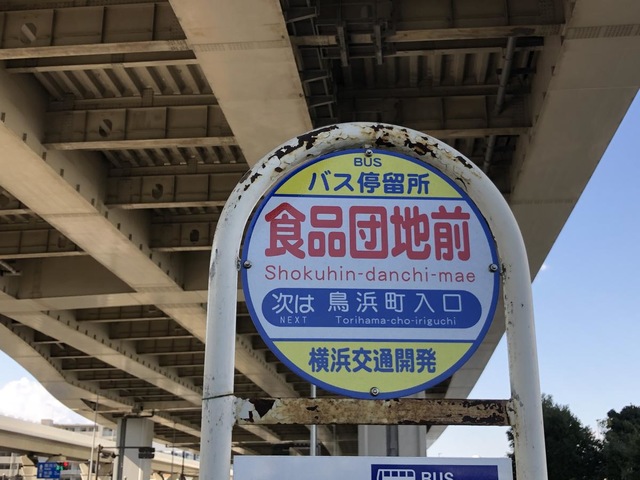 BUS
バス停留所
食品団地前
Shokuhin-danchi-mae
次は 鳥浜町入口
NEXT Torihama-cho-iriguchi
横浜交通開発
BUS